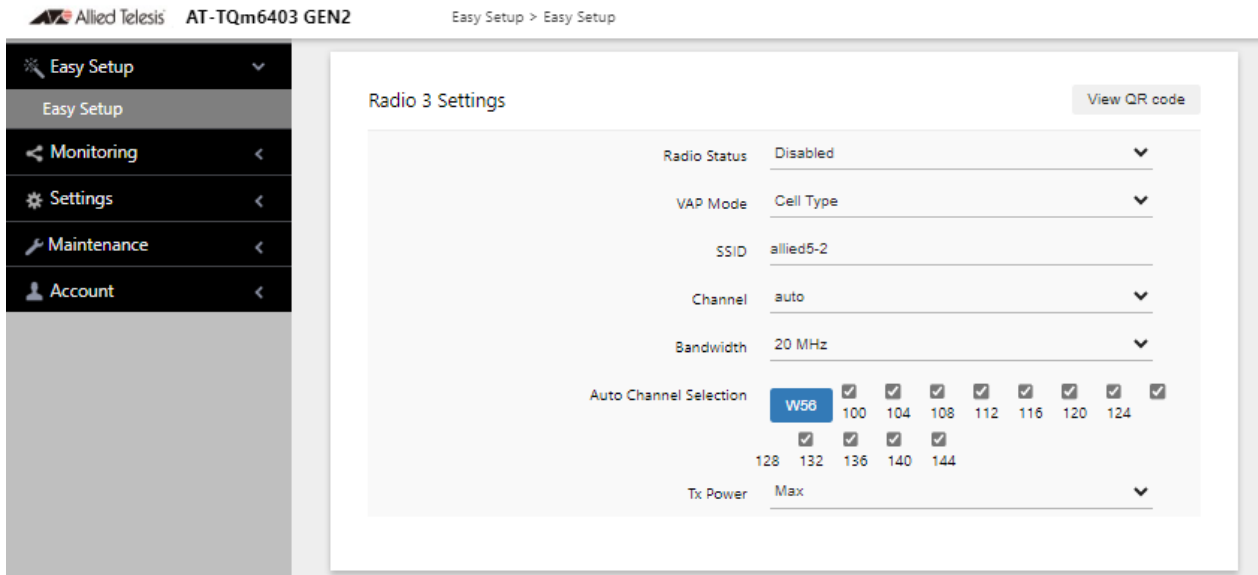 Allied Telesis AT-TQm6403 GEN2 Easy Setup > Easy Setup
Easy Setup
Easy Setup
Monitoring
Settings
Maintenance
Account
Radio 3 Settings View QR code
Radio Status Disabled
VAP Mode Cell Type
SSID allied5-2
Channel auto
Bandwidth 20 MHz
Auto Channel Selection W56
100 104 108 112 116 120 124
128 132 136 140 144
Tx Power Max